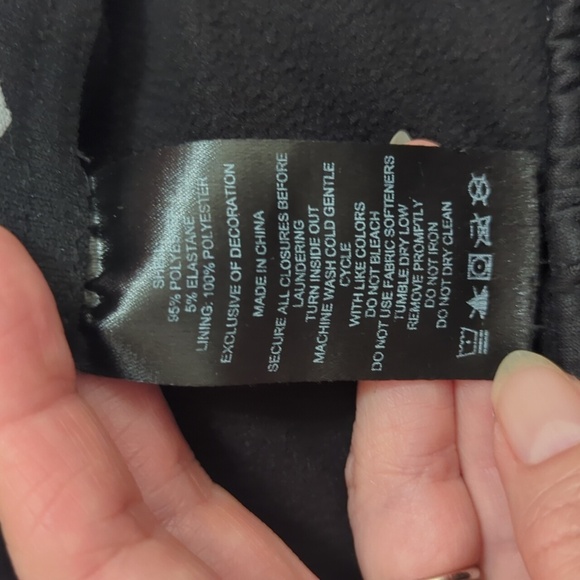 95% POLYESTER
5% ELASTANE
LINING: 100% POLYESTER
EXCLUSIVE OF DECORATION
MADE IN CHINA
SECURE ALL CLOSURES BEFORE
LAUNDERING
TURN INSIDE OUT
MACHINE WASH COLD GENTLE
CYCLE
WITH LIKE COLORS
DO NOT BLEACH
DO NOT USE FABRIC SOFTENERS
TUMBLE DRY LOW
REMOVE PROMPTLY
DO NOT IRON
DO NOT DRY CLEAN